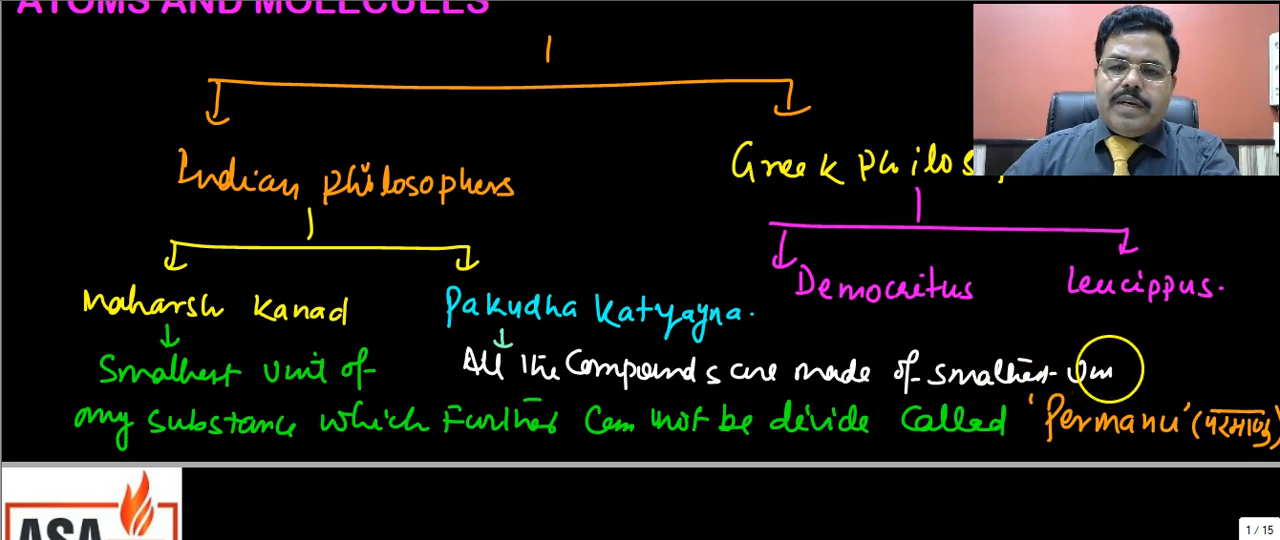 ATOMS AND MOLECULES
Indian philosophers
Greek Philos
Maharsh Kanad
Pakudha Katyayna.
Democritus
Leucippus.
Smallest unit of
All the Compounds are made of smallest
any substance which Further Can not be divide Called 'Permanu' (परमाणु)
ASA
1 / 15